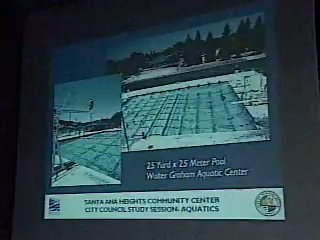 25 Yard x 25 Meter Pool
Walter Graham Aquatic Center
SANTA ANA HEIGHTS COMMUNITY CENTER
CITY COUNCIL STUDY SESSION: AQUATICS